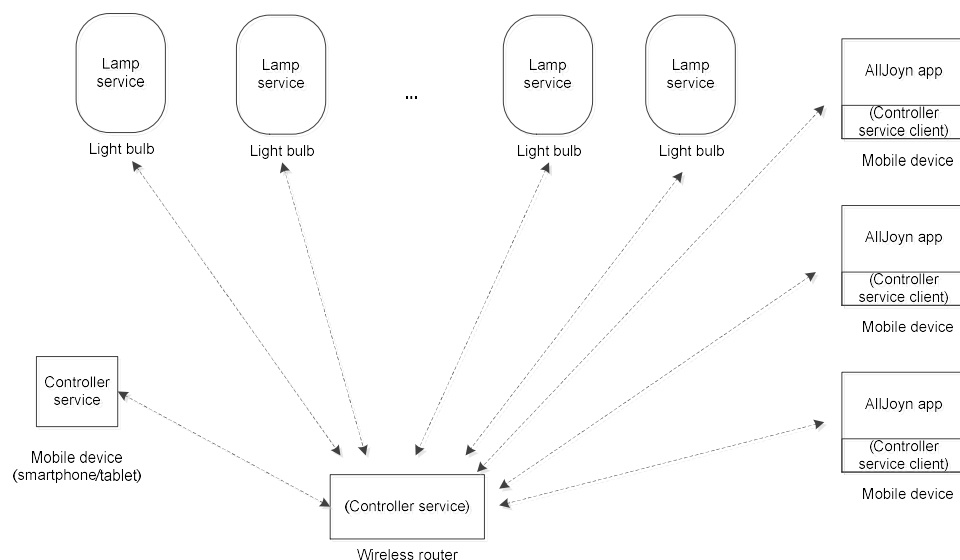 Lamp
service
Light bulb
Lamp
service
Light bulb
...
Lamp
service
Light bulb
Lamp
service
Light bulb
AllJoyn app
(Controller
service client)
Mobile device
AllJoyn app
(Controller
service client)
Mobile device
AllJoyn app
(Controller
service client)
Mobile device
Controller
service
Mobile device
(smartphone/tablet)
(Controller service)
Wireless router